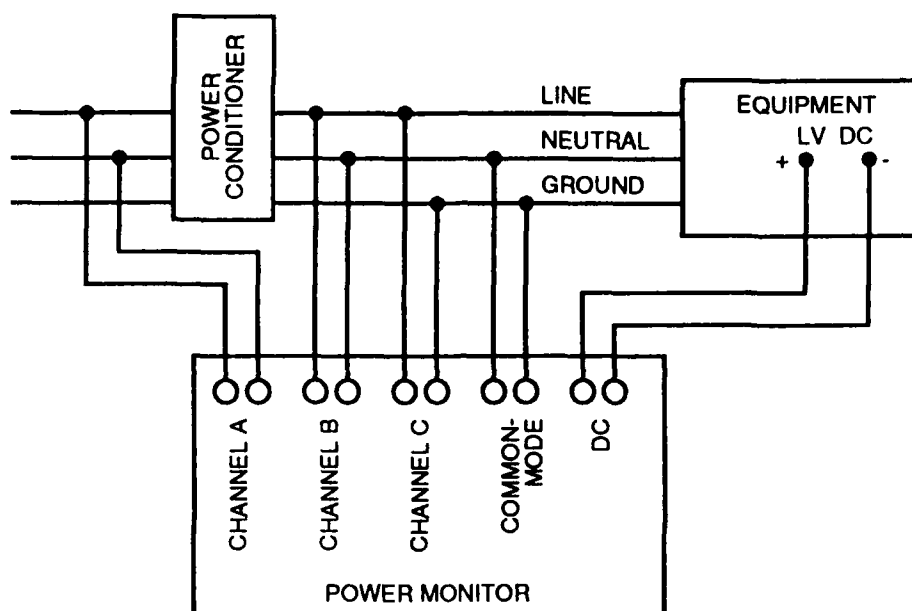 POWER
CONDITIONER
LINE
NEUTRAL
GROUND
EQUIPMENT
LV DC
+ -
CHANNEL A
CHANNEL B
CHANNEL C
COMMON-
MODE
DC
POWER MONITOR